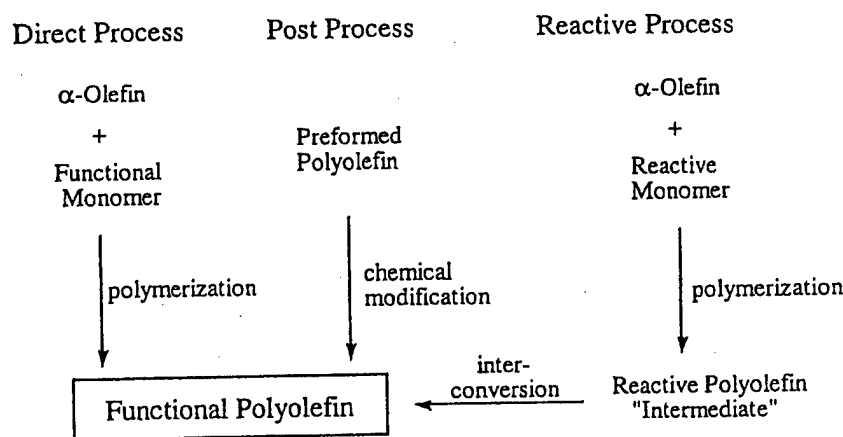 Direct Process
Post Process
Reactive Process
α-Olefin
+
Functional
Monomer
Preformed
Polyolefin
α-Olefin
+
Reactive
Monomer
polymerization
chemical
modification
polymerization
inter-
conversion
Functional Polyolefin
Reactive Polyolefin
"Intermediate"